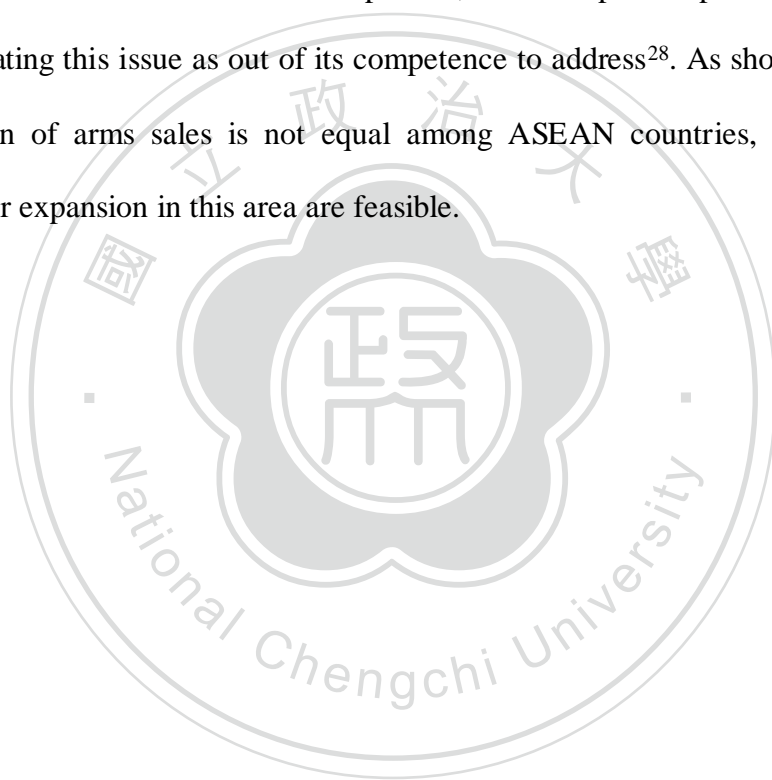 ating this issue as out of its competence to address²⁸. As sho
n of arms sales is not equal among ASEAN countries,
r expansion in this area are feasible.
國立政治大學
政
National Chengchi University